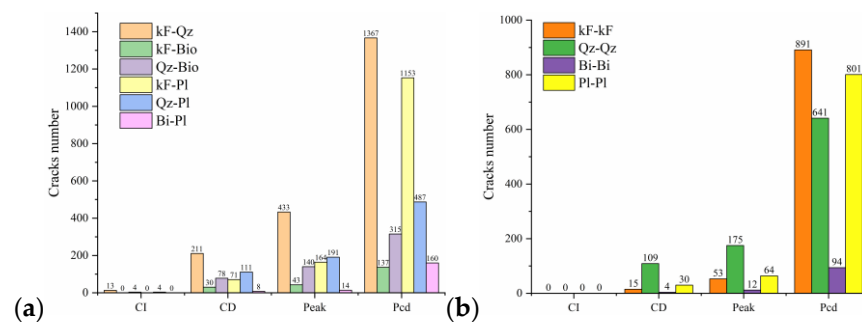 (a)
Cracks number
1400
1200
1000
800
600
400
200
0
kF-Qz
kF-Bio
Qz-Bio
kF-Pl
Qz-Pl
Bi-Pl
13 0 4 0 4 0
211 30 78 71 111 8
433 43 140 164 191 14
1367 137 315 1153 487 160
CI CD Peak Pcd
(b)
Cracks number
1000
800
600
400
200
0
kF-kF
Qz-Qz
Bi-Bi
Pl-Pl
0 0 0 0
15 109 4 30
53 175 12 64
891 641 94 801
CI CD Peak Pcd